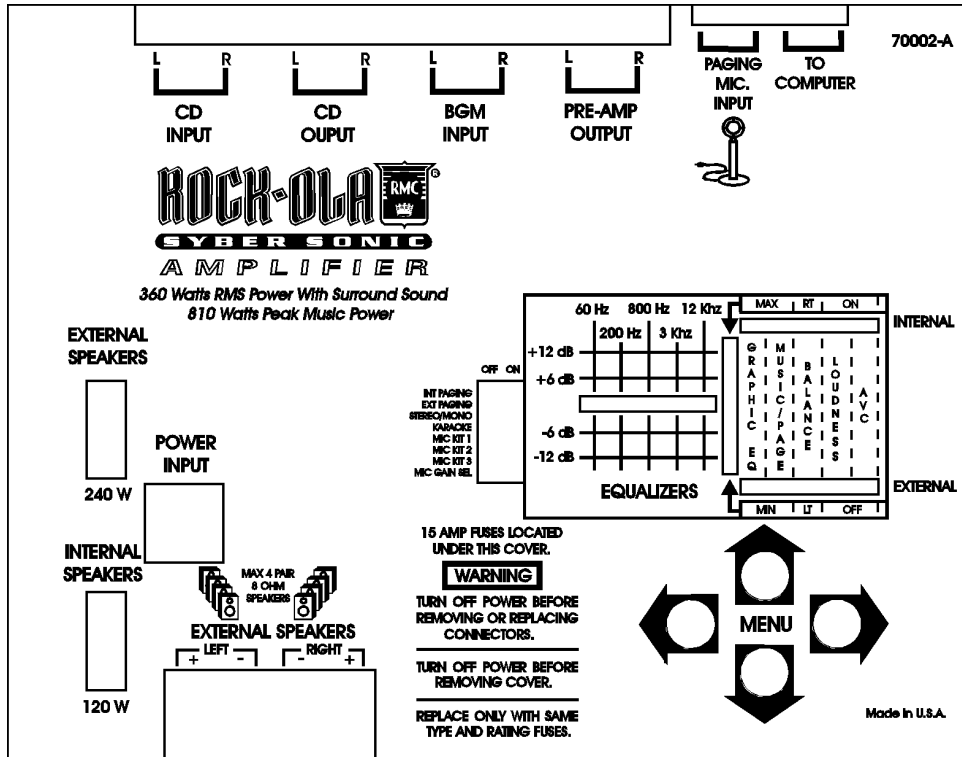 70002-A
L R
L R
L R
L R
CD
INPUT
CD
OUPUT
BGM
INPUT
PRE-AMP
OUTPUT
PAGING
MIC.
INPUT
TO
COMPUTER
ROCK-OLA
RMC
®
SYBER SONIC
AMPLIFIER
360 Watts RMS Power With Surround Sound
810 Watts Peak Music Power
EXTERNAL
SPEAKERS
240 W
POWER
INPUT
INTERNAL
SPEAKERS
120 W
MAX 4 PAIR
8 OHM
SPEAKERS
EXTERNAL SPEAKERS
LEFT RIGHT
+ - - +
OFF ON
INT PAGING
EXT PAGING
STEREO/MONO
KARAOKE
MIC KIT 1
MIC KIT 2
MIC KIT 3
MIC GAIN SEL
60 Hz 800 Hz 12 Khz
200 Hz 3 Khz
+12 dB
+6 dB
-6 dB
-12 dB
EQUALIZERS
MAX RT ON
INTERNAL
GRAPHIC EQ
MUSIC/PAGE
BALANCE
LOUDNESS
AVC
EXTERNAL
MIN LT OFF
15 AMP FUSES LOCATED
UNDER THIS COVER.
WARNING
TURN OFF POWER BEFORE
REMOVING OR REPLACING
CONNECTORS.
TURN OFF POWER BEFORE
REMOVING COVER.
REPLACE ONLY WITH SAME
TYPE AND RATING FUSES.
MENU
Made in U.S.A.